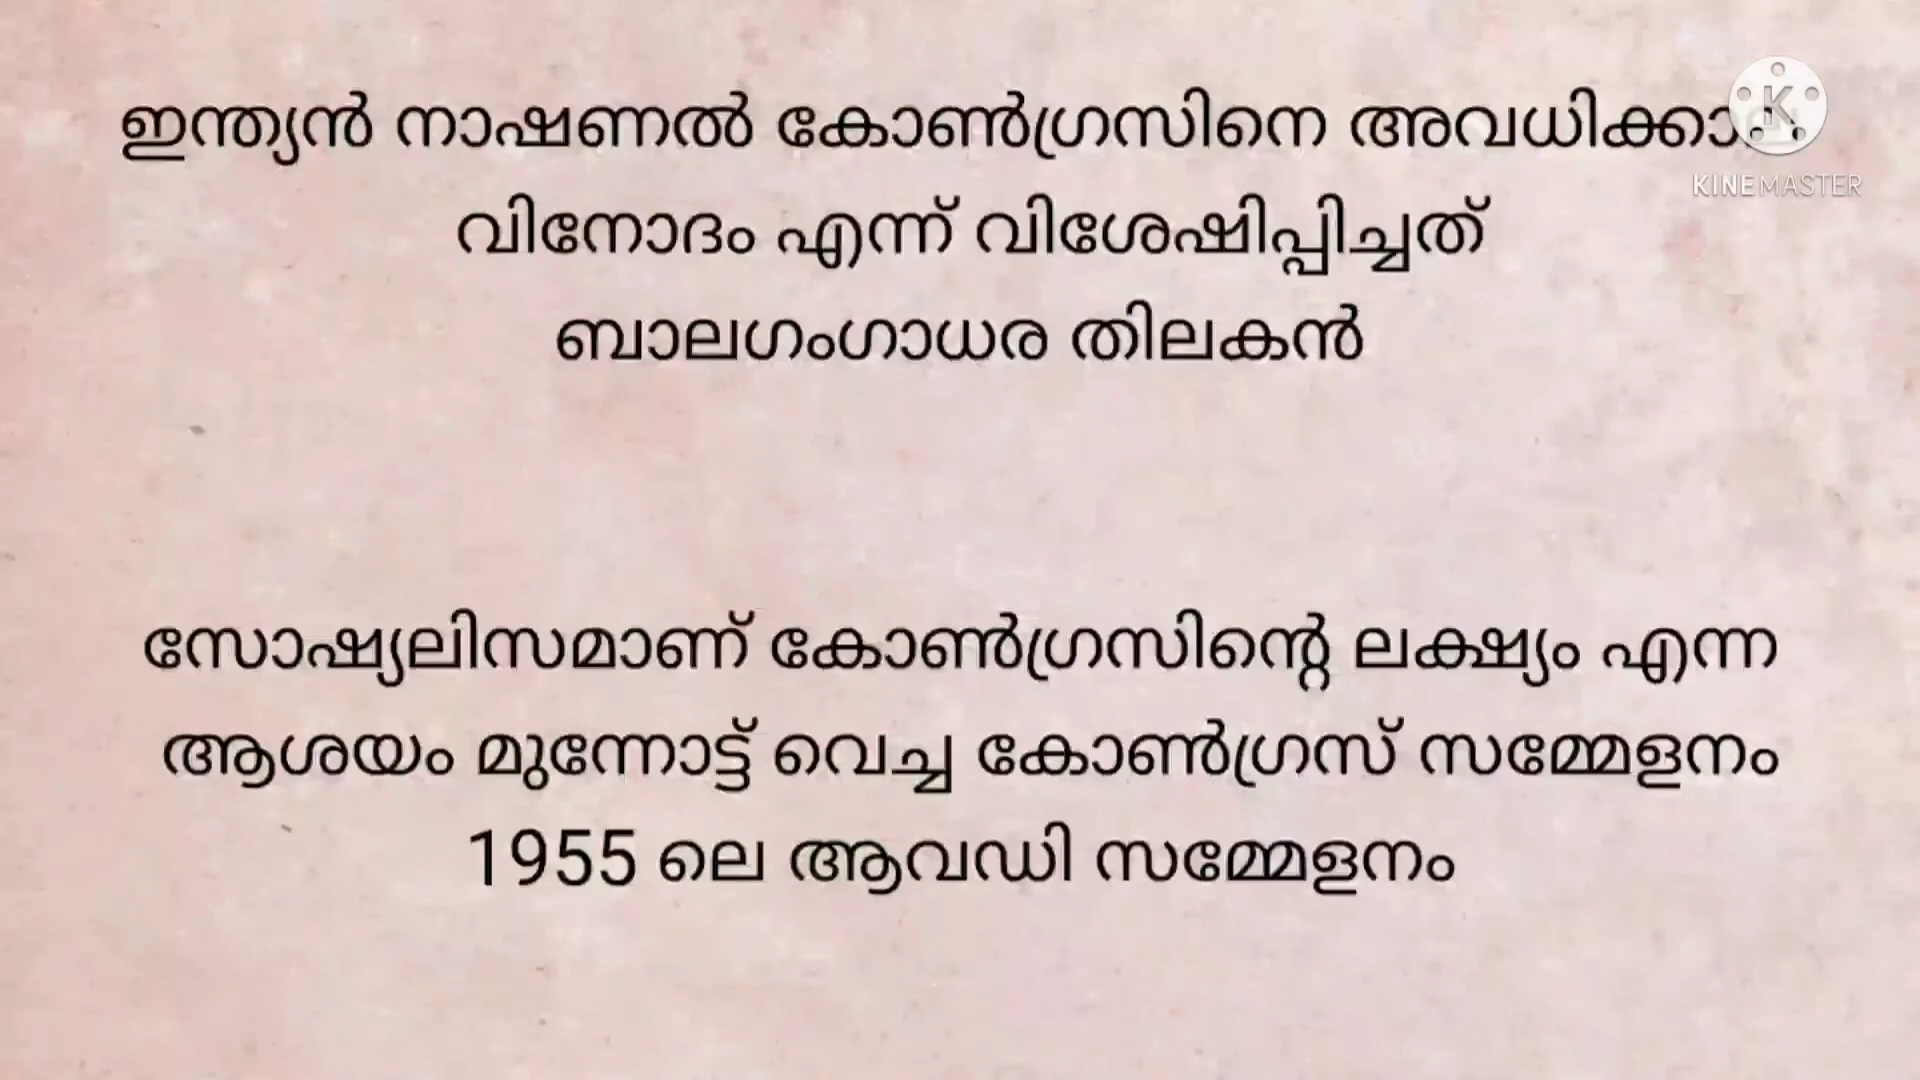 ഇന്ത്യൻ നാഷണൽ കോൺഗ്രസിനെ
വിനോദം എന്ന് വിശേഷിപ്പിച്ചത്
ബാലഗംഗാധര തിലകൻ
സോഷ്യലിസമാണ് കോൺഗ്രസിന്റെ ലക്ഷ്യം എന്ന
ആശയം മുന്നോട്ട് വെച്ച കോൺഗ്രസ് സമ്മേളനം
1955 ലെ ആവഡി സമ്മേളനം
K
KINEMASTER